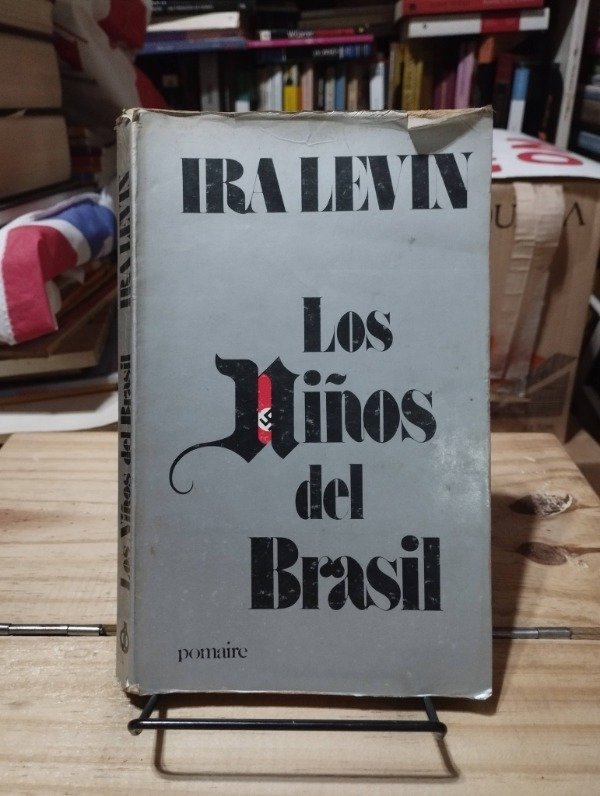 IRA LEVIN
Los
Niños
del
Brasil
pomaire
Los Niños del Brasil IRA LEVIN